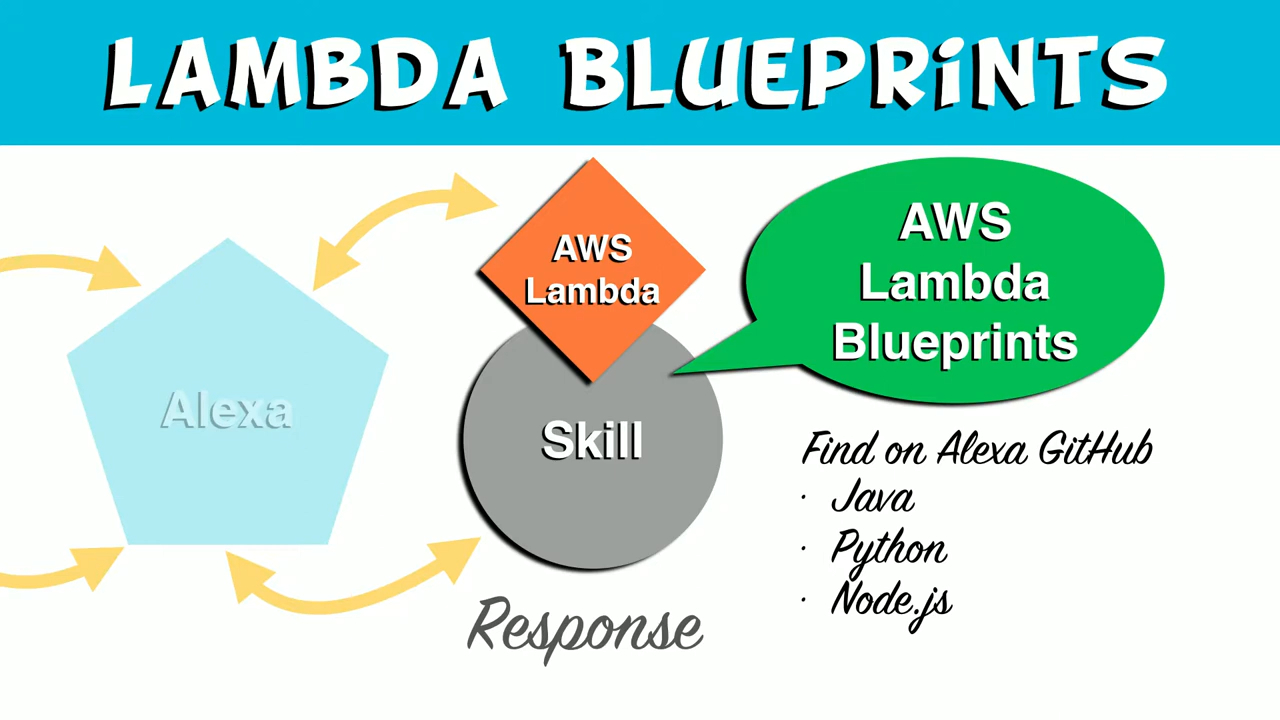 LAMBDA BLUEPRiNTS
AWS
Lambda
AWS
Lambda
Blueprints
Alexa
Skill
Find on Alexa GitHub
· Java
· Python
· Node.js
Response